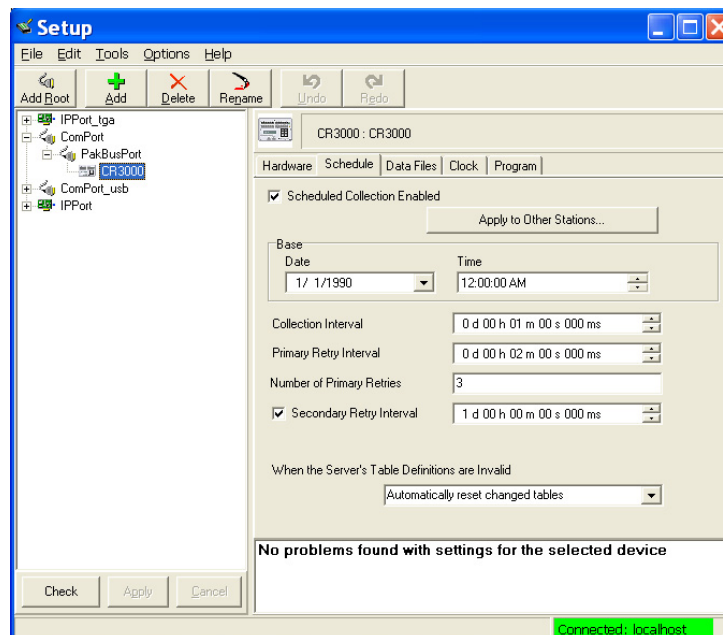 Setup
File Edit Tools Options Help
Add Root Add Delete Rename Undo Redo
IPPort_tga
ComPort
PakBusPort
CR3000
ComPort_usb
IPPort
CR3000 : CR3000
Hardware Schedule Data Files Clock Program
Scheduled Collection Enabled
Apply to Other Stations...
Base
Date Time
1/ 1/1990 12:00:00 AM
Collection Interval 0 d 00 h 01 m 00 s 000 ms
Primary Retry Interval 0 d 00 h 02 m 00 s 000 ms
Number of Primary Retries 3
Secondary Retry Interval 1 d 00 h 00 m 00 s 000 ms
When the Server's Table Definitions are Invalid
Automatically reset changed tables
No problems found with settings for the selected device
Check Apply Cancel
Connected: localhost